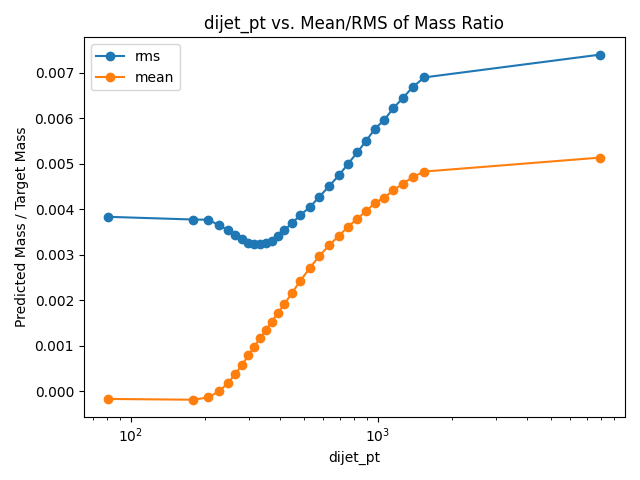 dijet_pt vs. Mean/RMS of Mass Ratio
rms
mean
Predicted Mass / Target Mass
0.007
0.006
0.005
0.004
0.003
0.002
0.001
0.000
10²
10³
dijet_pt